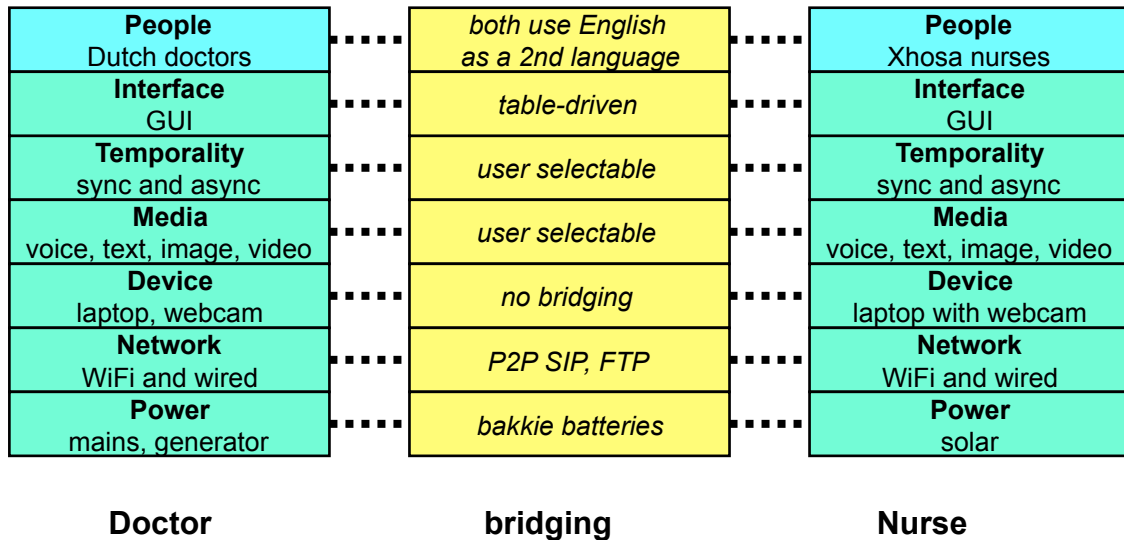 People
Dutch doctors
both use English
as a 2nd language
People
Xhosa nurses
Interface
GUI
table-driven
Interface
GUI
Temporality
sync and async
user selectable
Temporality
sync and async
Media
voice, text, image, video
user selectable
Media
voice, text, image, video
Device
laptop, webcam
no bridging
Device
laptop with webcam
Network
WiFi and wired
P2P SIP, FTP
Network
WiFi and wired
Power
mains, generator
bakkie batteries
Power
solar
Doctor
bridging
Nurse